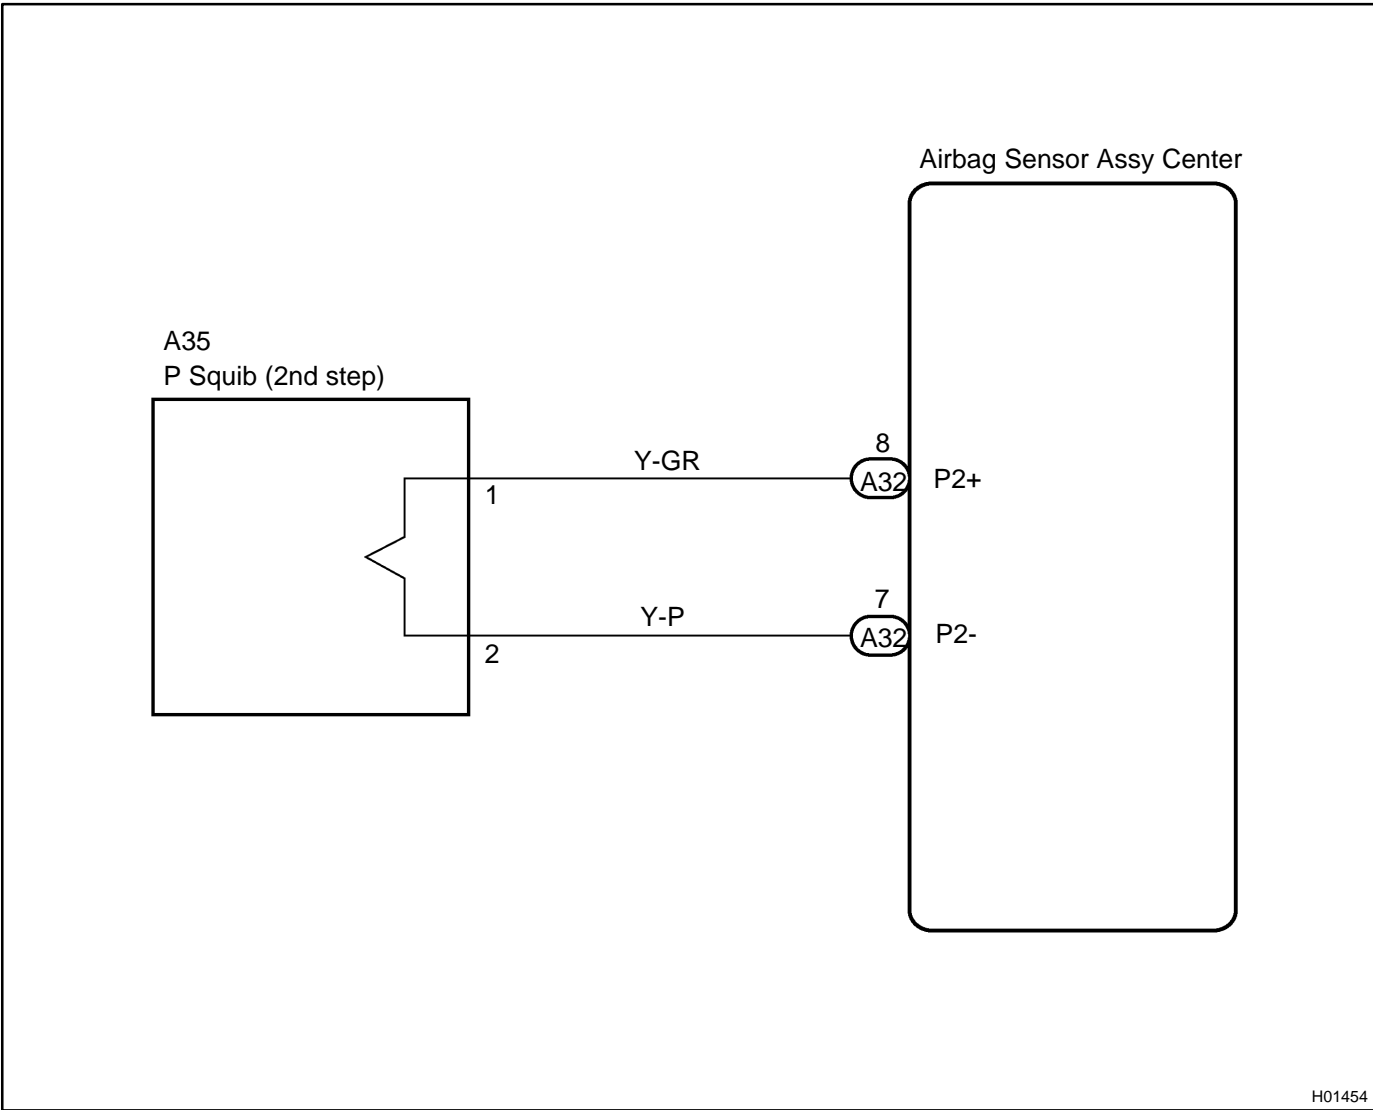 Airbag Sensor Assy Center
A35
P Squib (2nd step)
8
Y-GR
A32
P2+
1
7
Y-P
A32
P2-
2
H01454